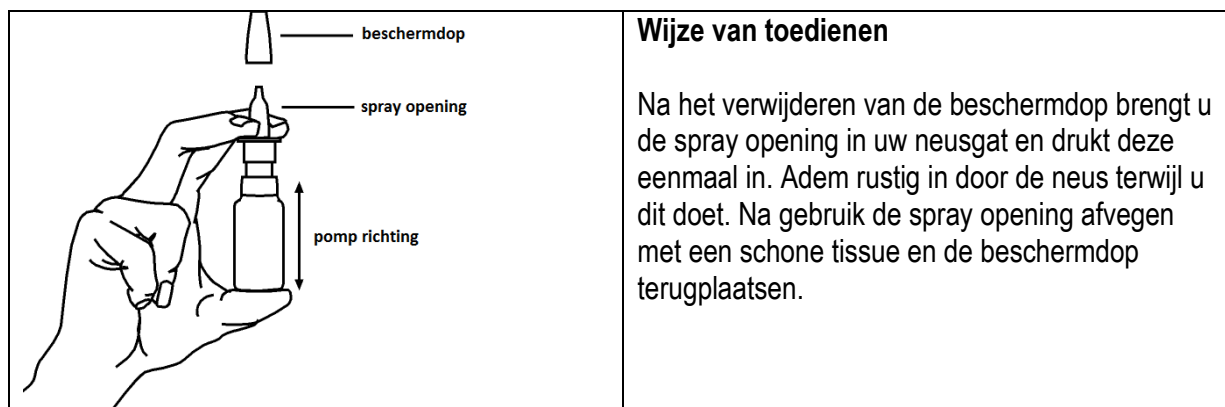 beschermdop
spray opening
pomp richting
Wijze van toedienen
Na het verwijderen van de beschermdop brengt u
de spray opening in uw neusgat en drukt deze
eenmaal in. Adem rustig in door de neus terwijl u
dit doet. Na gebruik de spray opening afvegen
met een schone tissue en de beschermdop
terugplaatsen.